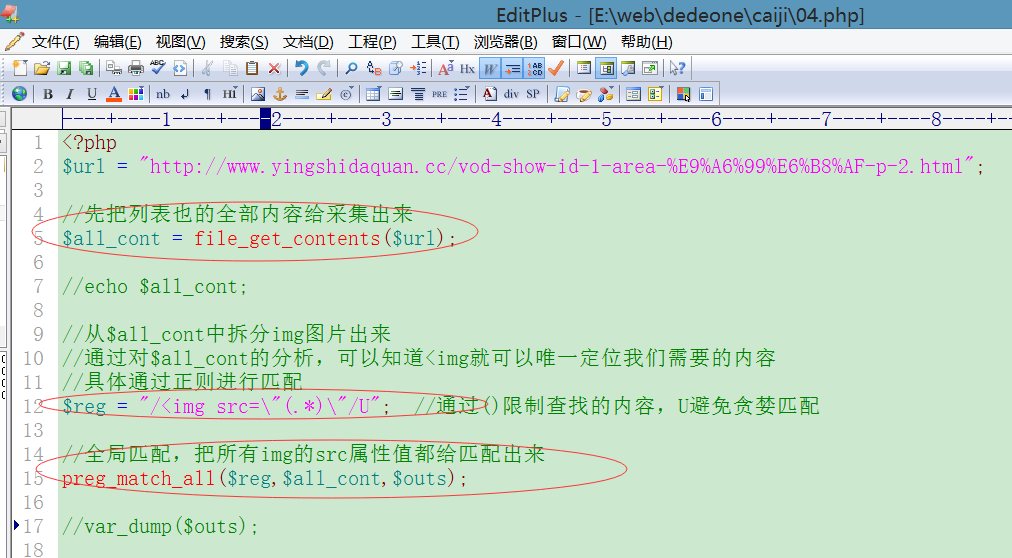 EditPlus - [E:\web\dedeone\caiji\04.php]
文件(F) 编辑(E) 视图(V) 搜索(S) 文档(D) 工程(P) 工具(T) 浏览器(B) 窗口(W) 帮助(H)
Hx W
B I U A nb ¶ HI PRE A div SP
----+----1----+----2----+----3----+----4----+----5----+----6----+----7----+----8----+--
1 <?php
2 $url = "http://www.yingshidaquan.cc/vod-show-id-1-area-%E9%A6%99%E6%B8%AF-p-2.html";
3
4 //先把列表也的全部内容给采集出来
5 $all_cont = file_get_contents($url);
6
7 //echo $all_cont;
8
9 //从$all_cont中拆分img图片出来
10 //通过对$all_cont的分析，可以知道<img就可以唯一定位我们需要的内容
11 //具体通过正则进行匹配
12 $reg = "/<img src=\"(.*)\"/U"; //通过()限制查找的内容，U避免贪婪匹配
13
14 //全局匹配，把所有img的src属性值都给匹配出来
15 preg_match_all($reg,$all_cont,$outs);
16
17 //var_dump($outs);
18